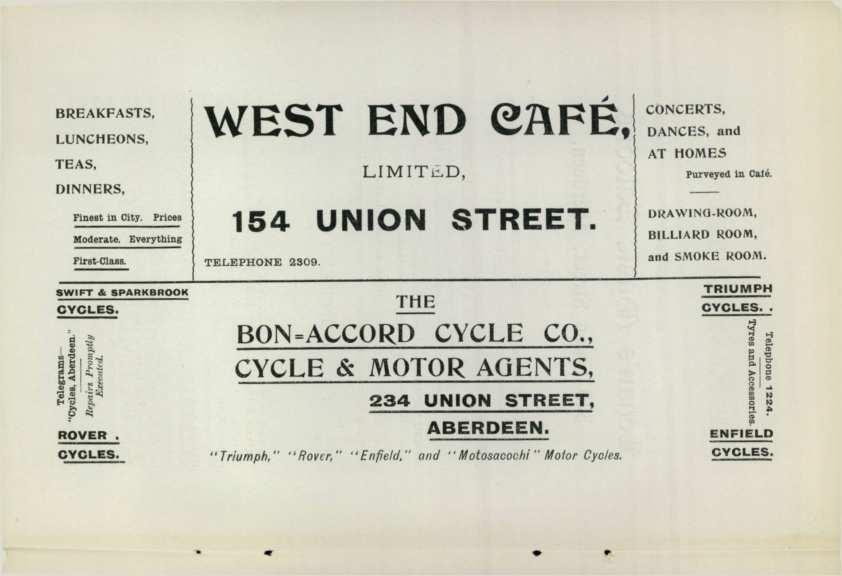 BREAKFASTS,
LUNCHEONS,
TEAS,
DINNERS,
Finest in City. Prices
Moderate. Everything
First-Class.
WEST END CAFÉ,
LIMITED,
154 UNION STREET.
TELEPHONE 2309.
CONCERTS,
DANCES, and
AT HOMES
Purveyed in Café.
DRAWING-ROOM,
BILLIARD ROOM,
and SMOKE ROOM.
SWIFT & SPARKBROOK
CYCLES.
Telegrams—
"Cycles, Aberdeen."
Repairs Promptly
Executed.
ROVER .
CYCLES.
THE
BON=ACCORD CYCLE CO.,
CYCLE & MOTOR AGENTS,
234 UNION STREET,
ABERDEEN.
"Triumph," "Rover," "Enfield," and "Motosacochi" Motor Cycles.
TRIUMPH
CYCLES. .
Telephone 1224.
Tyres and Accessories.
ENFIELD
CYCLES.